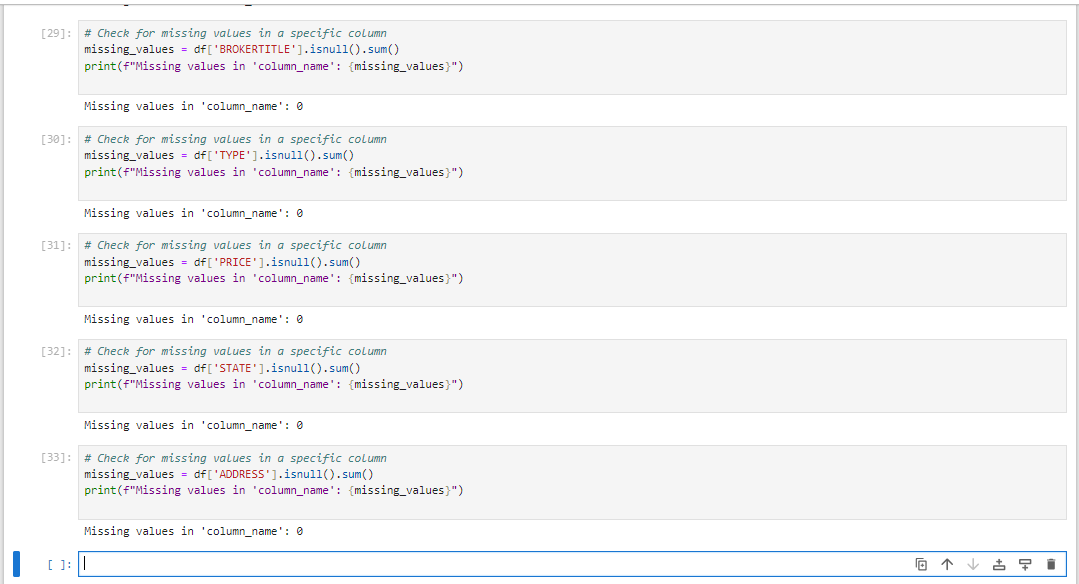 [29]: # Check for missing values in a specific column
missing_values = df['BROKERTITLE'].isnull().sum()
print(f"Missing values in 'column_name': {missing_values}")
Missing values in 'column_name': 0
[30]: # Check for missing values in a specific column
missing_values = df['TYPE'].isnull().sum()
print(f"Missing values in 'column_name': {missing_values}")
Missing values in 'column_name': 0
[31]: # Check for missing values in a specific column
missing_values = df['PRICE'].isnull().sum()
print(f"Missing values in 'column_name': {missing_values}")
Missing values in 'column_name': 0
[32]: # Check for missing values in a specific column
missing_values = df['STATE'].isnull().sum()
print(f"Missing values in 'column_name': {missing_values}")
Missing values in 'column_name': 0
[33]: # Check for missing values in a specific column
missing_values = df['ADDRESS'].isnull().sum()
print(f"Missing values in 'column_name': {missing_values}")
Missing values in 'column_name': 0
[ ]: